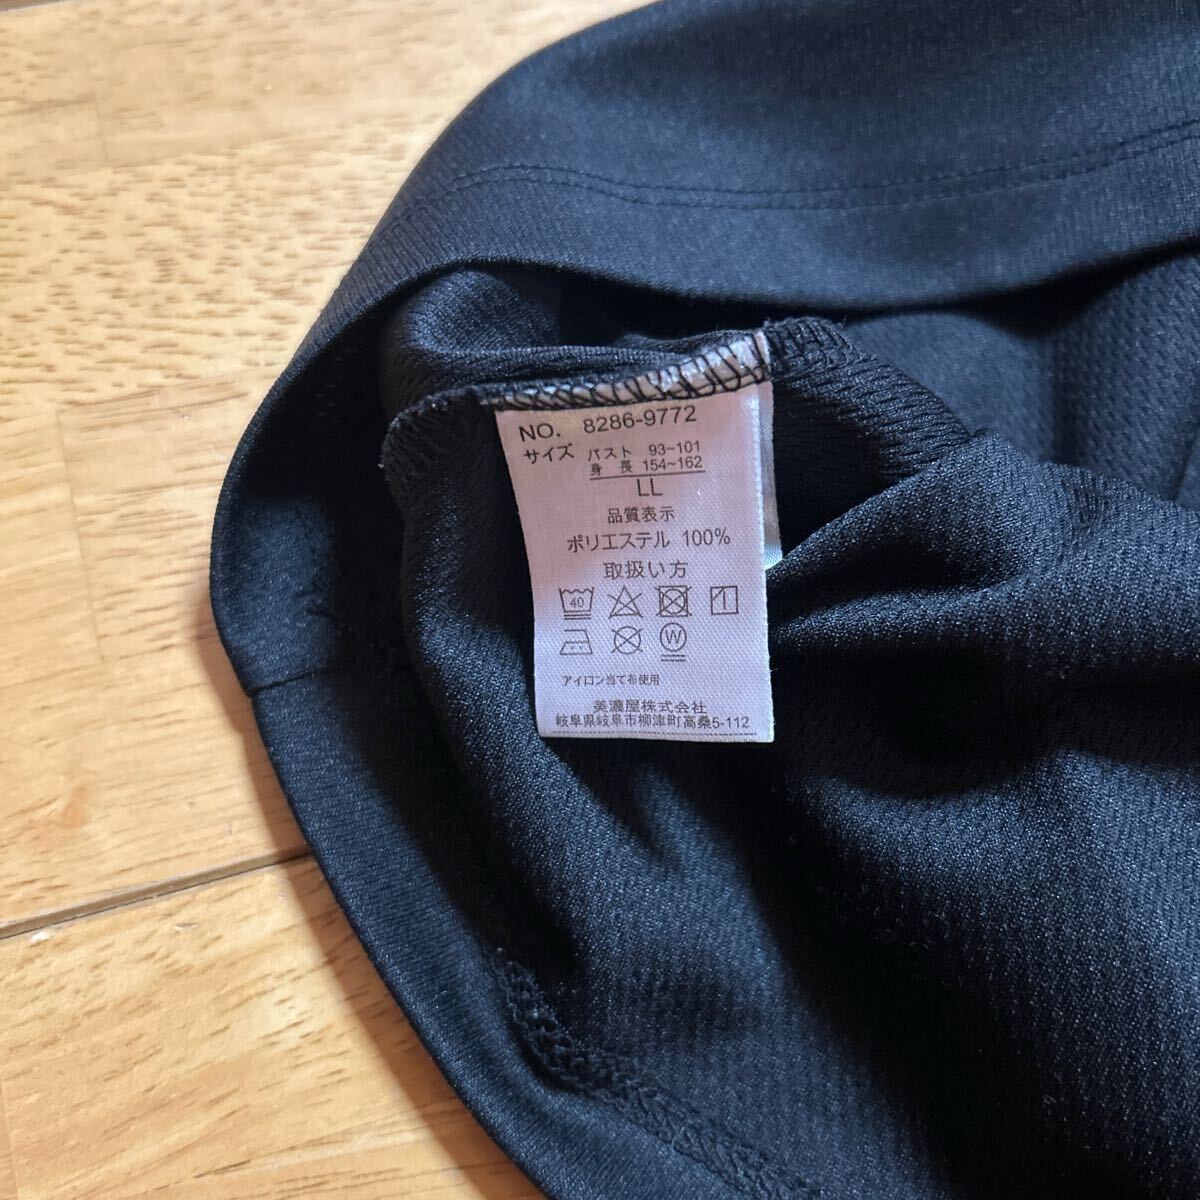 NO. 8286-9772
サイズ バスト 93~101
身長 154~162
LL
品質表示
ポリエステル 100%
取扱い方
40
W
アイロン当て布使用
美濃屋株式会社
岐阜県岐阜市柳津町高桑5-112